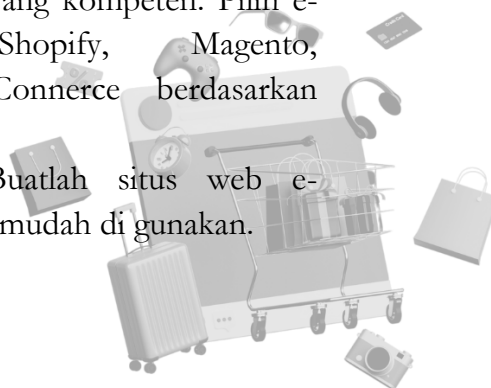 yang kompeten. Pilih e-
Shopify, Magento,
Connerce berdasarkan
Buatlah situs web e-
mudah di gunakan.